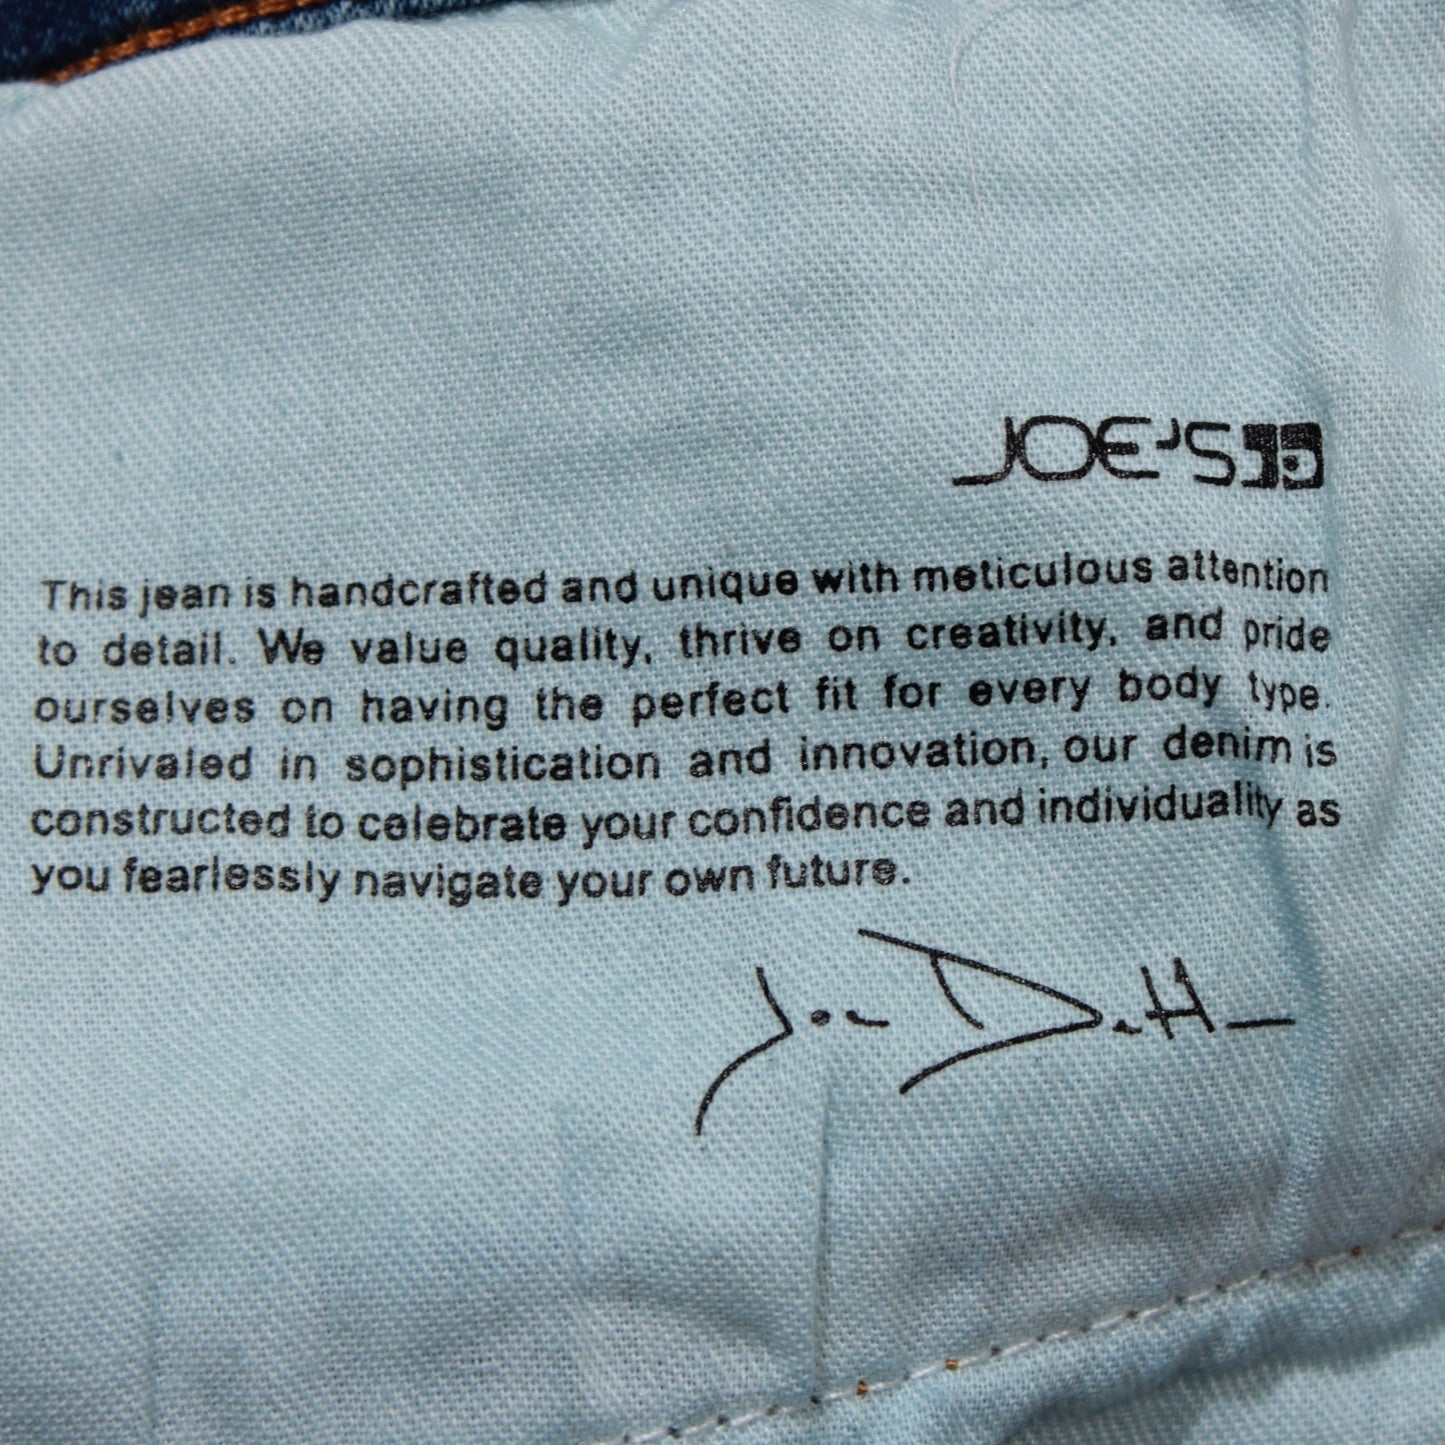 JOE'S
This jean is handcrafted and unique with meticulous attention
to detail. We value quality, thrive on creativity, and pride
ourselves on having the perfect fit for every body type.
Unrivaled in sophistication and innovation, our denim is
constructed to celebrate your confidence and individuality as
you fearlessly navigate your own future.
Joe